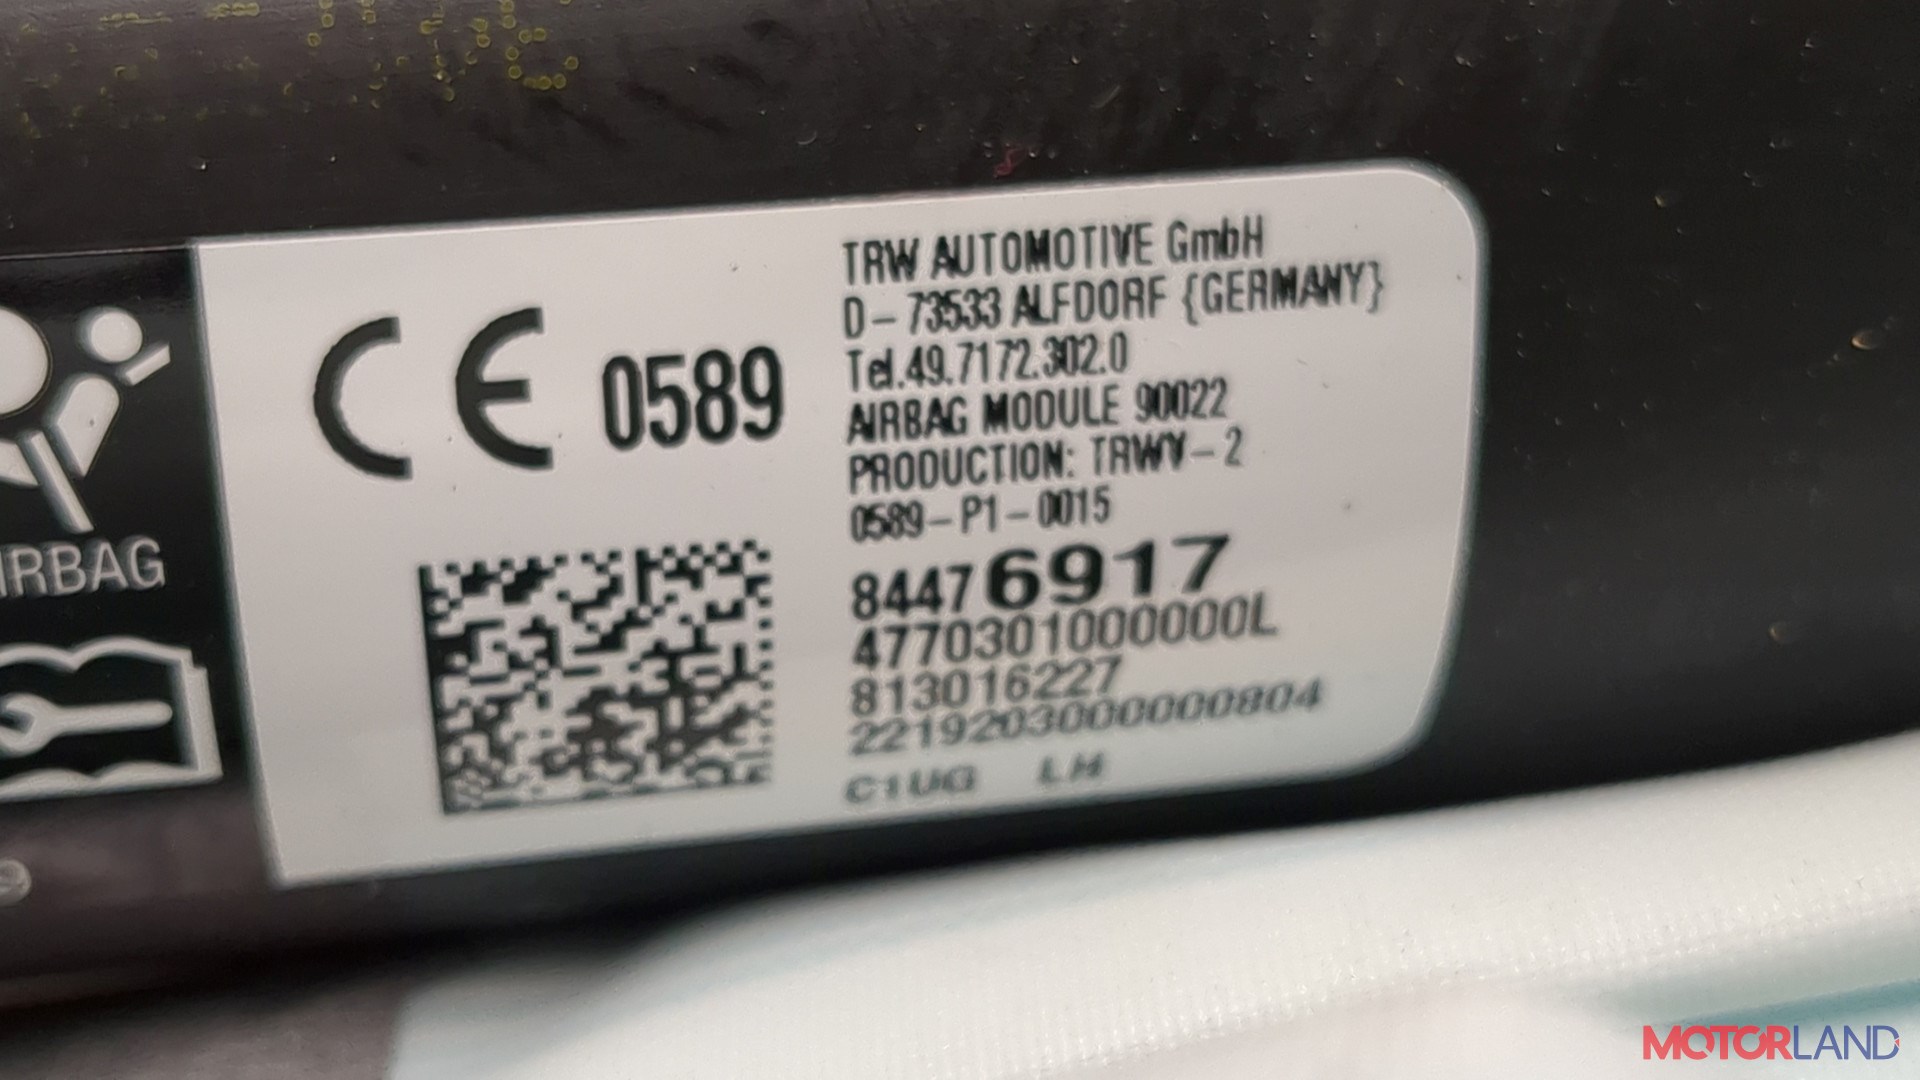 TRW AUTOMOTIVE GmbH
D-73533 ALFDORF {GERMANY}
Tel.49.7172.302.0
AIRBAG MODULE 90022
PRODUCTION: TRWV-2
0589-P1-0015
CE 0589
84476917
4770301000000L
813016227
2219203000000804
C1UG LH
IRBAG
9
MOTORLAND